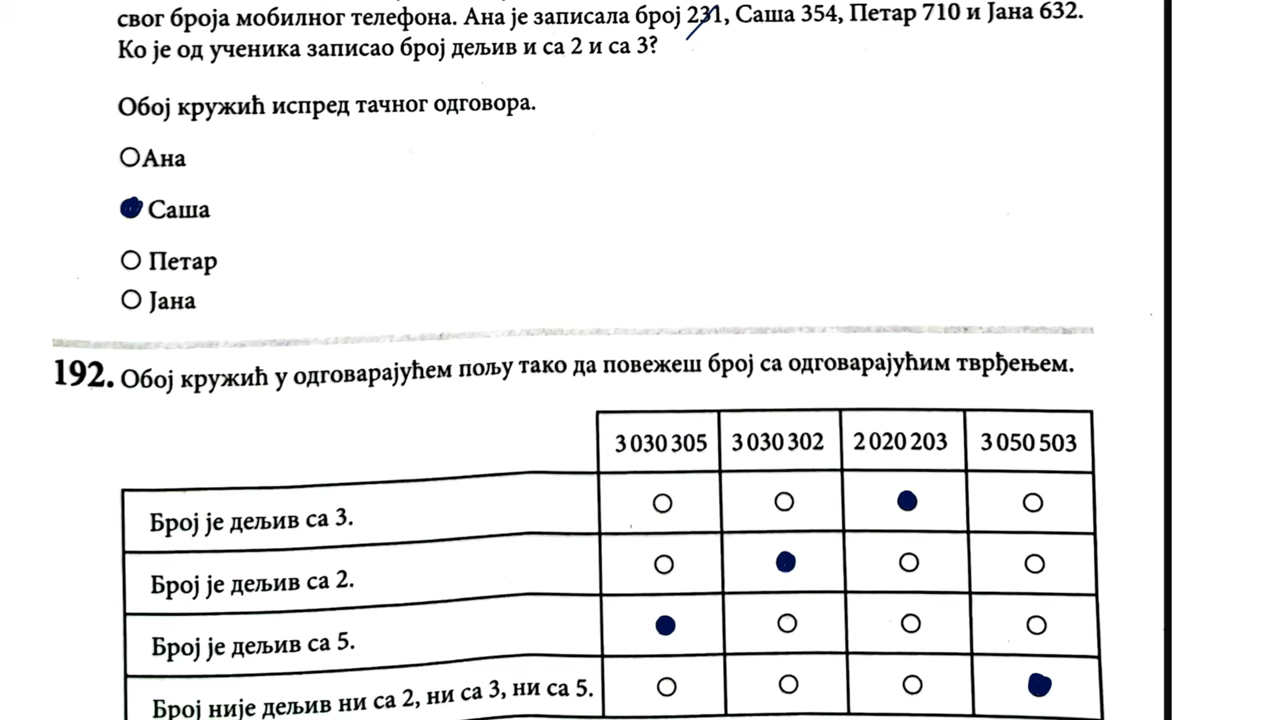 свог броја мобилног телефона. Ана је записала број 231, Саша 354, Петар 710 и Јана 632.
Ко је од ученика записао број дељив и са 2 и са 3?
Обој кружић испред тачног одговора.
Ана
Саша
Петар
Јана
192. Обој кружић у одговарајућем пољу тако да повежеш број са одговарајућим тврђењем.
3 030 305 3 030 302 2 020 203 3 050 503
Број је дељив са 3.
Број је дељив са 2.
Број је дељив са 5.
Број није дељив ни са 2, ни са 3, ни са 5.